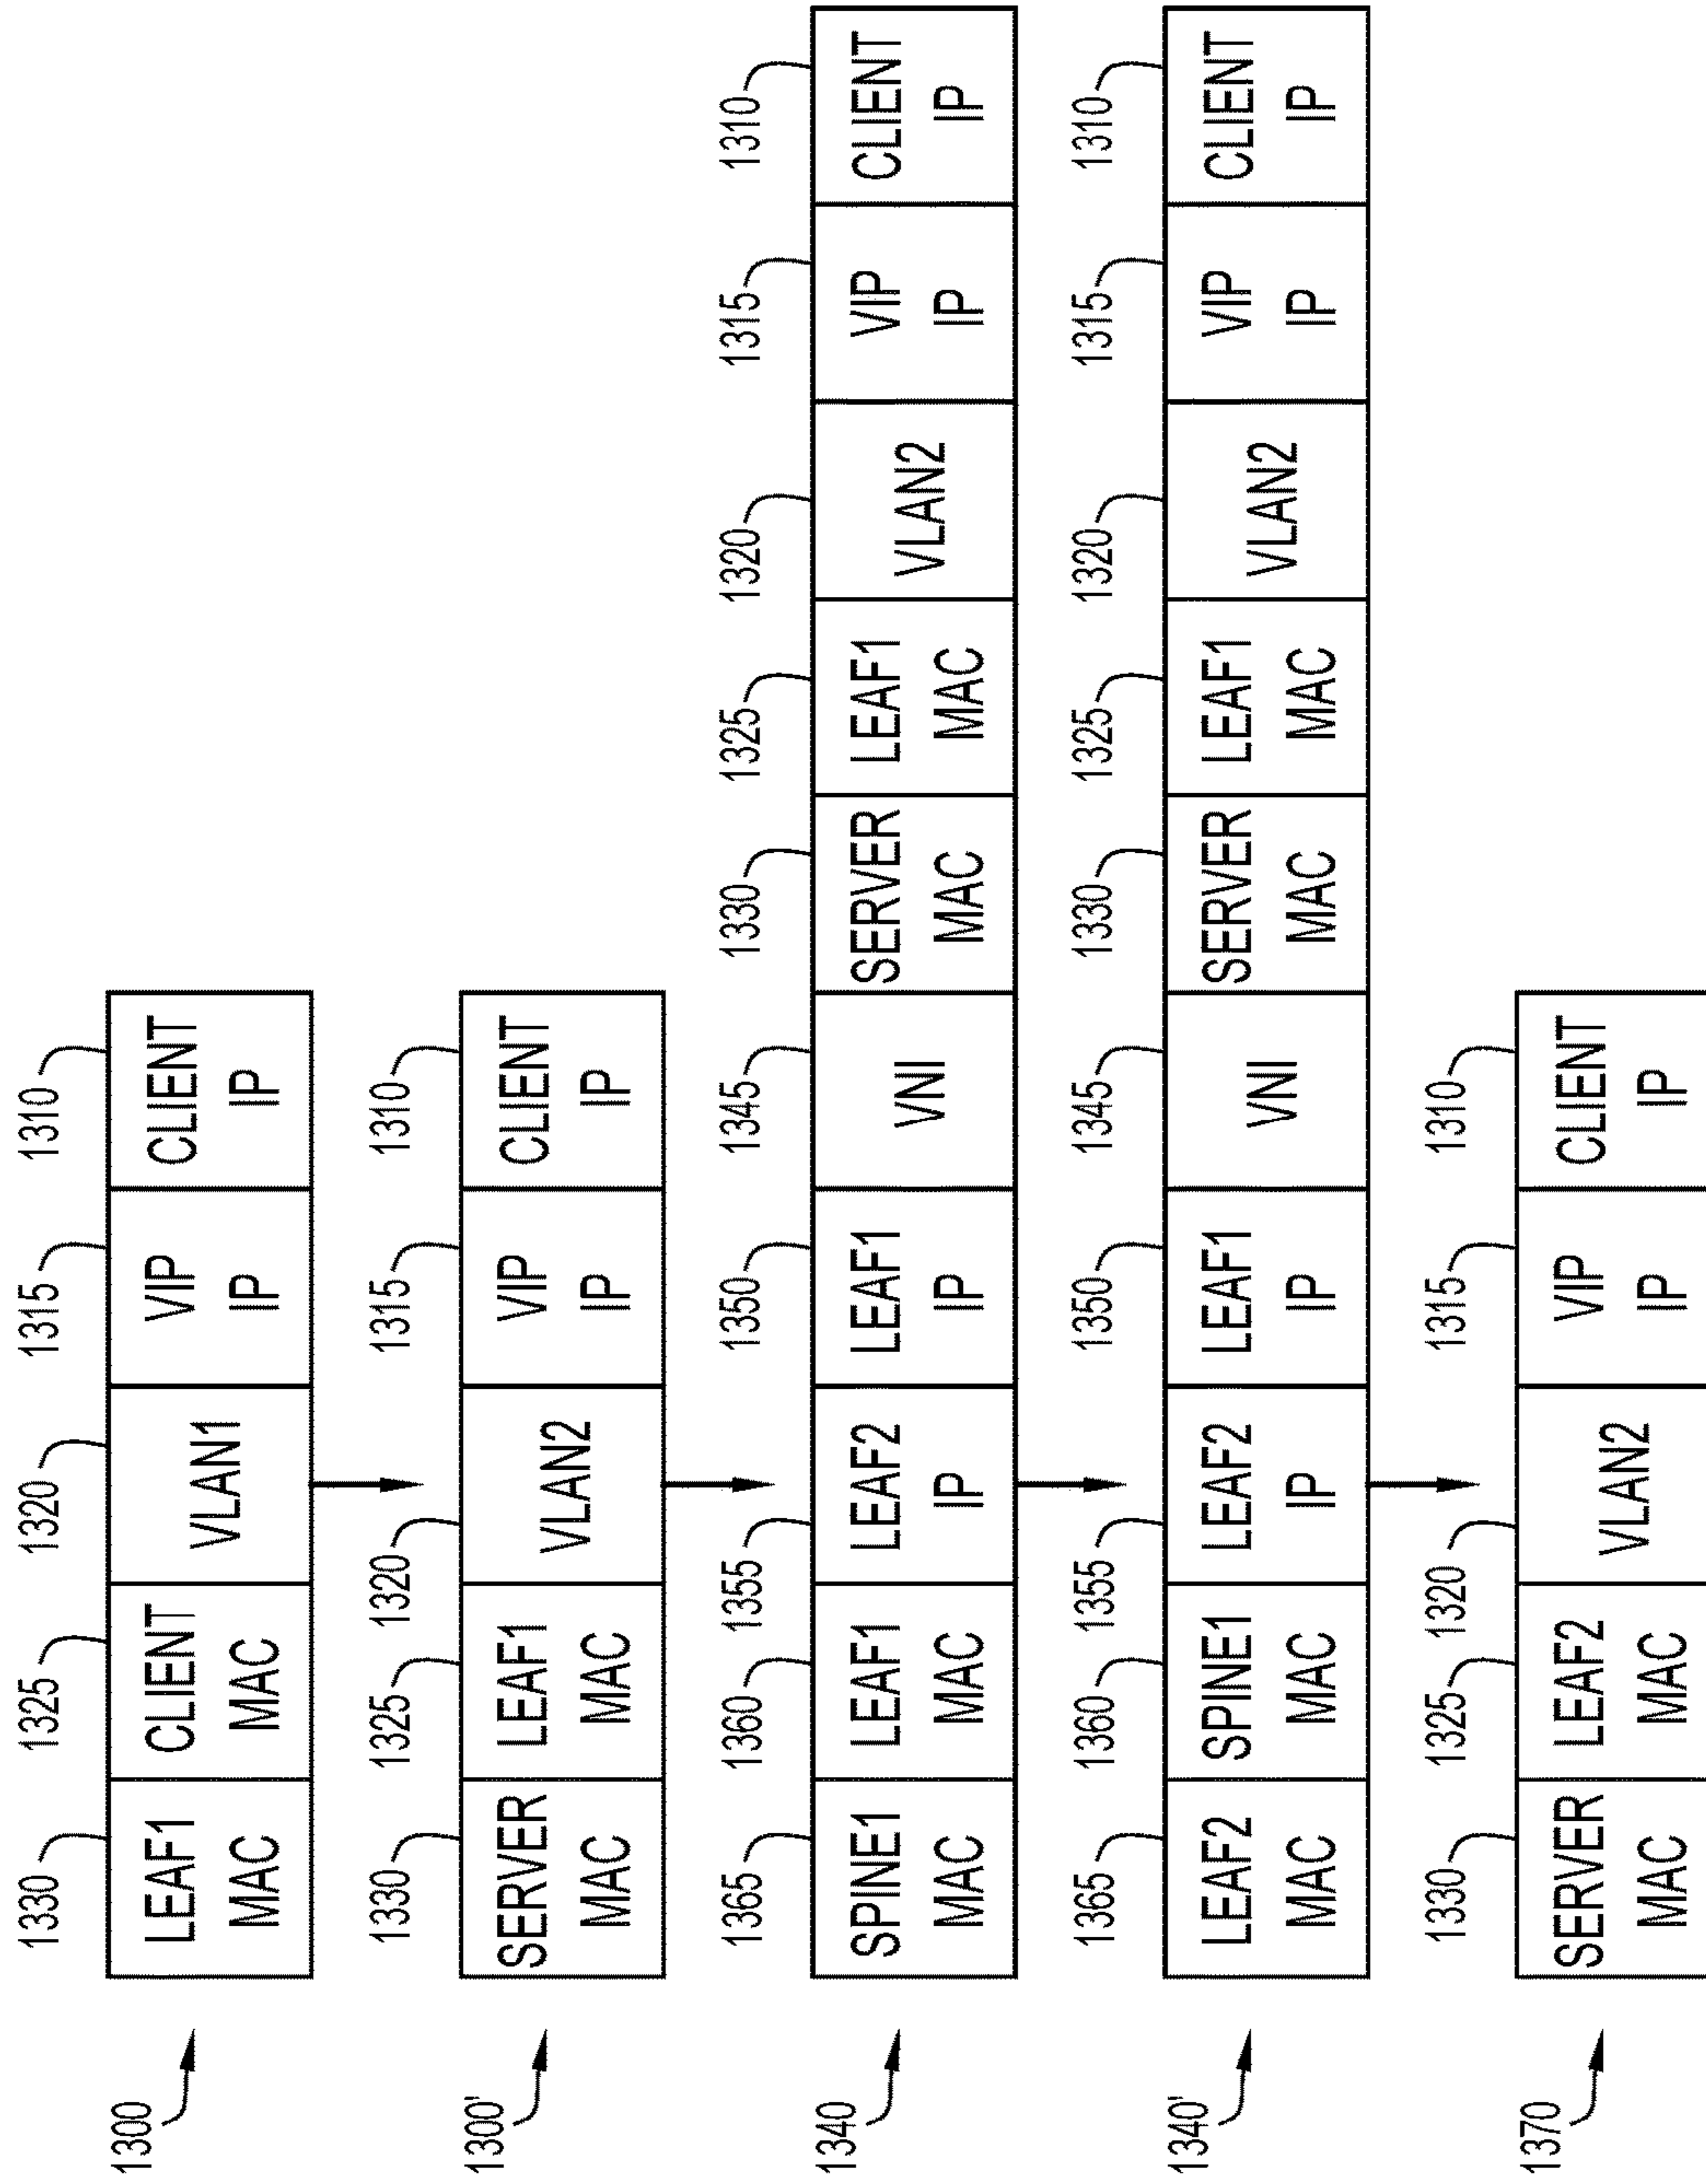 1330 1325 1320 1315 1310
1300
LEAF1
MAC
CLIENT
MAC
VLAN1
VIP
IP
CLIENT
IP
1330 1325 1320 1315 1310
1300'
SERVER
MAC
LEAF1
MAC
VLAN2
VIP
IP
CLIENT
IP
1365 1360 1355 1350 1345 1330 1325 1320 1315 1310
1340
SPINE1
MAC
LEAF1
MAC
LEAF2
IP
LEAF1
IP
VNI
SERVER
MAC
LEAF1
MAC
VLAN2
VIP
IP
CLIENT
IP
1365 1360 1355 1350 1345 1330 1325 1320 1315 1310
1340'
LEAF2
MAC
SPINE1
MAC
LEAF2
IP
LEAF1
IP
VNI
SERVER
MAC
LEAF1
MAC
VLAN2
VIP
IP
CLIENT
IP
1330 1325 1320 1315 1310
1370
SERVER
MAC
LEAF2
MAC
VLAN2
VIP
IP
CLIENT
IP